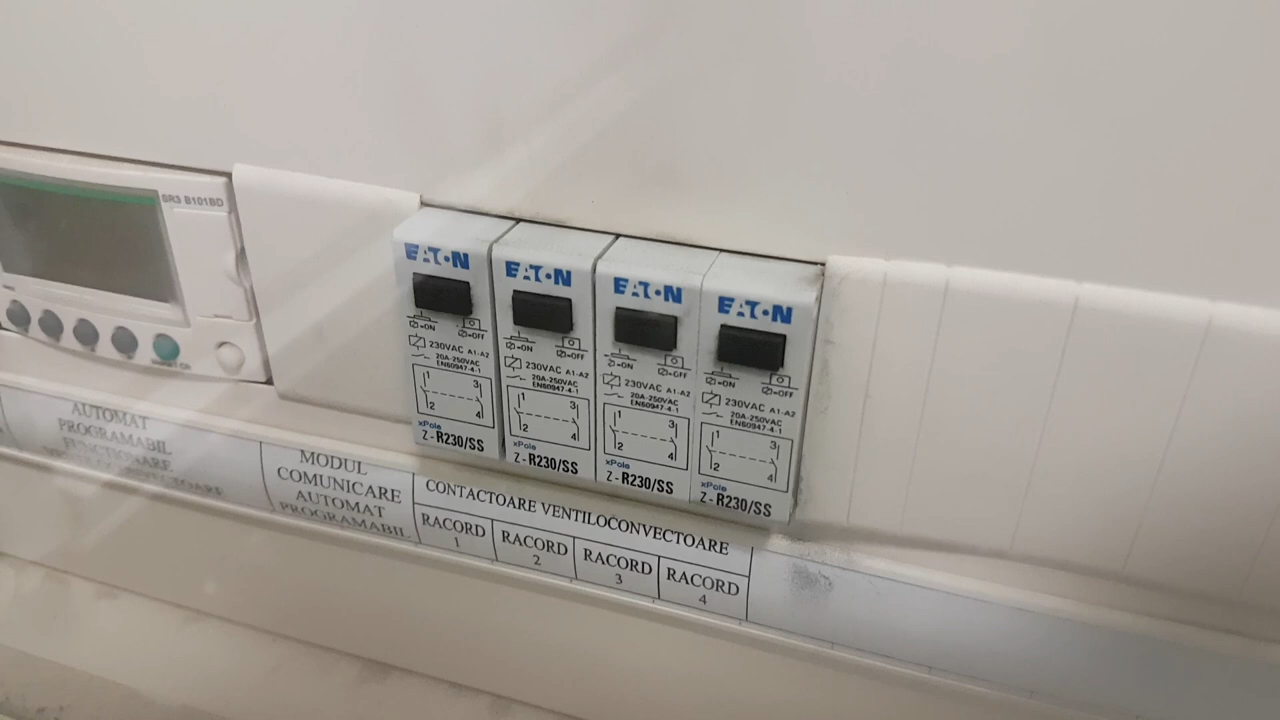 SR3 B101BD
EATON
=ON
=OFF
230VAC A1-A2
20A-250VAC
EN60947-4-1
1
3
2
4
xPole
Z-R230/SS
EATON
=ON
=OFF
230VAC A1-A2
20A-250VAC
EN60947-4-1
1
3
2
4
xPole
Z-R230/SS
EATON
=ON
=OFF
230VAC A1-A2
20A-250VAC
EN60947-4-1
1
3
2
4
xPole
Z-R230/SS
EATON
=ON
=OFF
230VAC A1-A2
20A-250VAC
EN60947-4-1
1
3
2
4
xPole
Z-R230/SS
AUTOMAT
PROGRAMABIL
FUNCTIONARE
MODUL
COMUNICARE
AUTOMAT
PROGRAMABIL
CONTACTOARE VENTILOCONVECTOARE
RACORD
1
RACORD
2
RACORD
3
RACORD
4